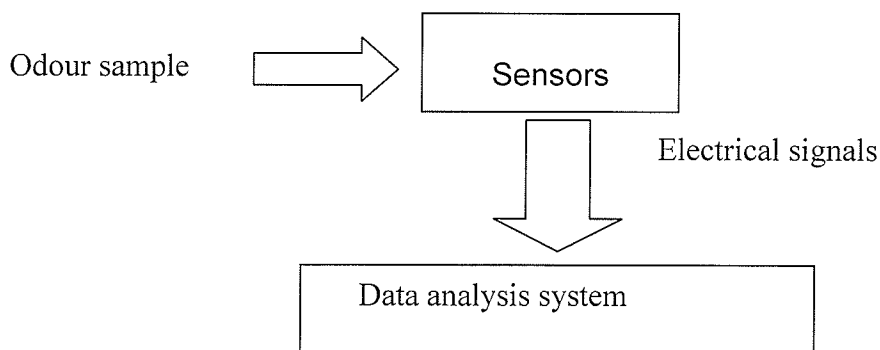 Odour sample
Sensors
Electrical signals
Data analysis system